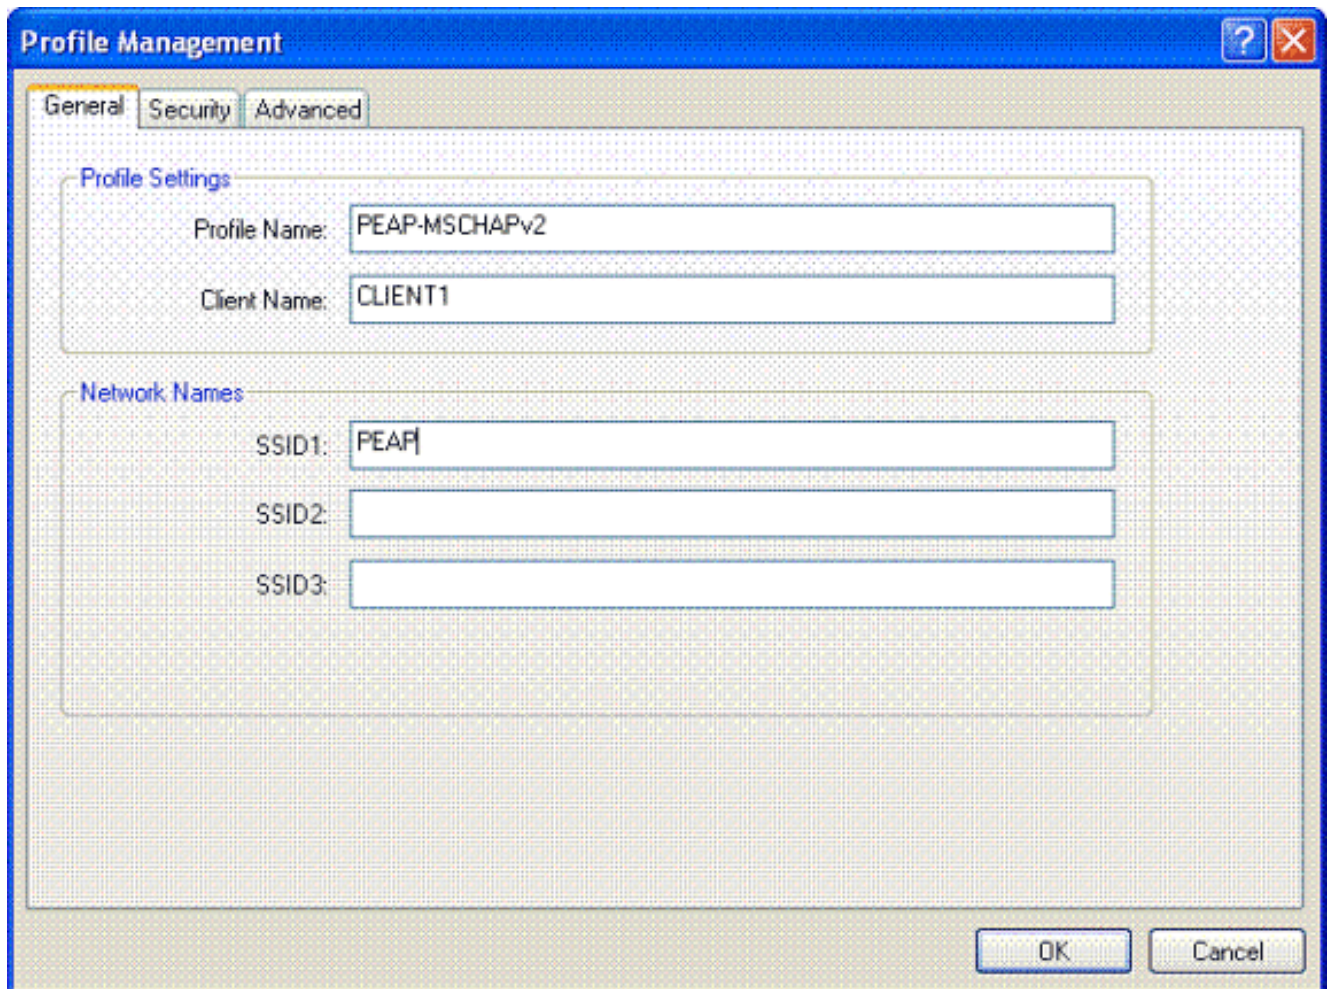 Profile Management
General Security Advanced
Profile Settings
Profile Name: PEAP-MSCHAPv2
Client Name: CLIENT1
Network Names
SSID1: PEAP
SSID2:
SSID3:
OK Cancel